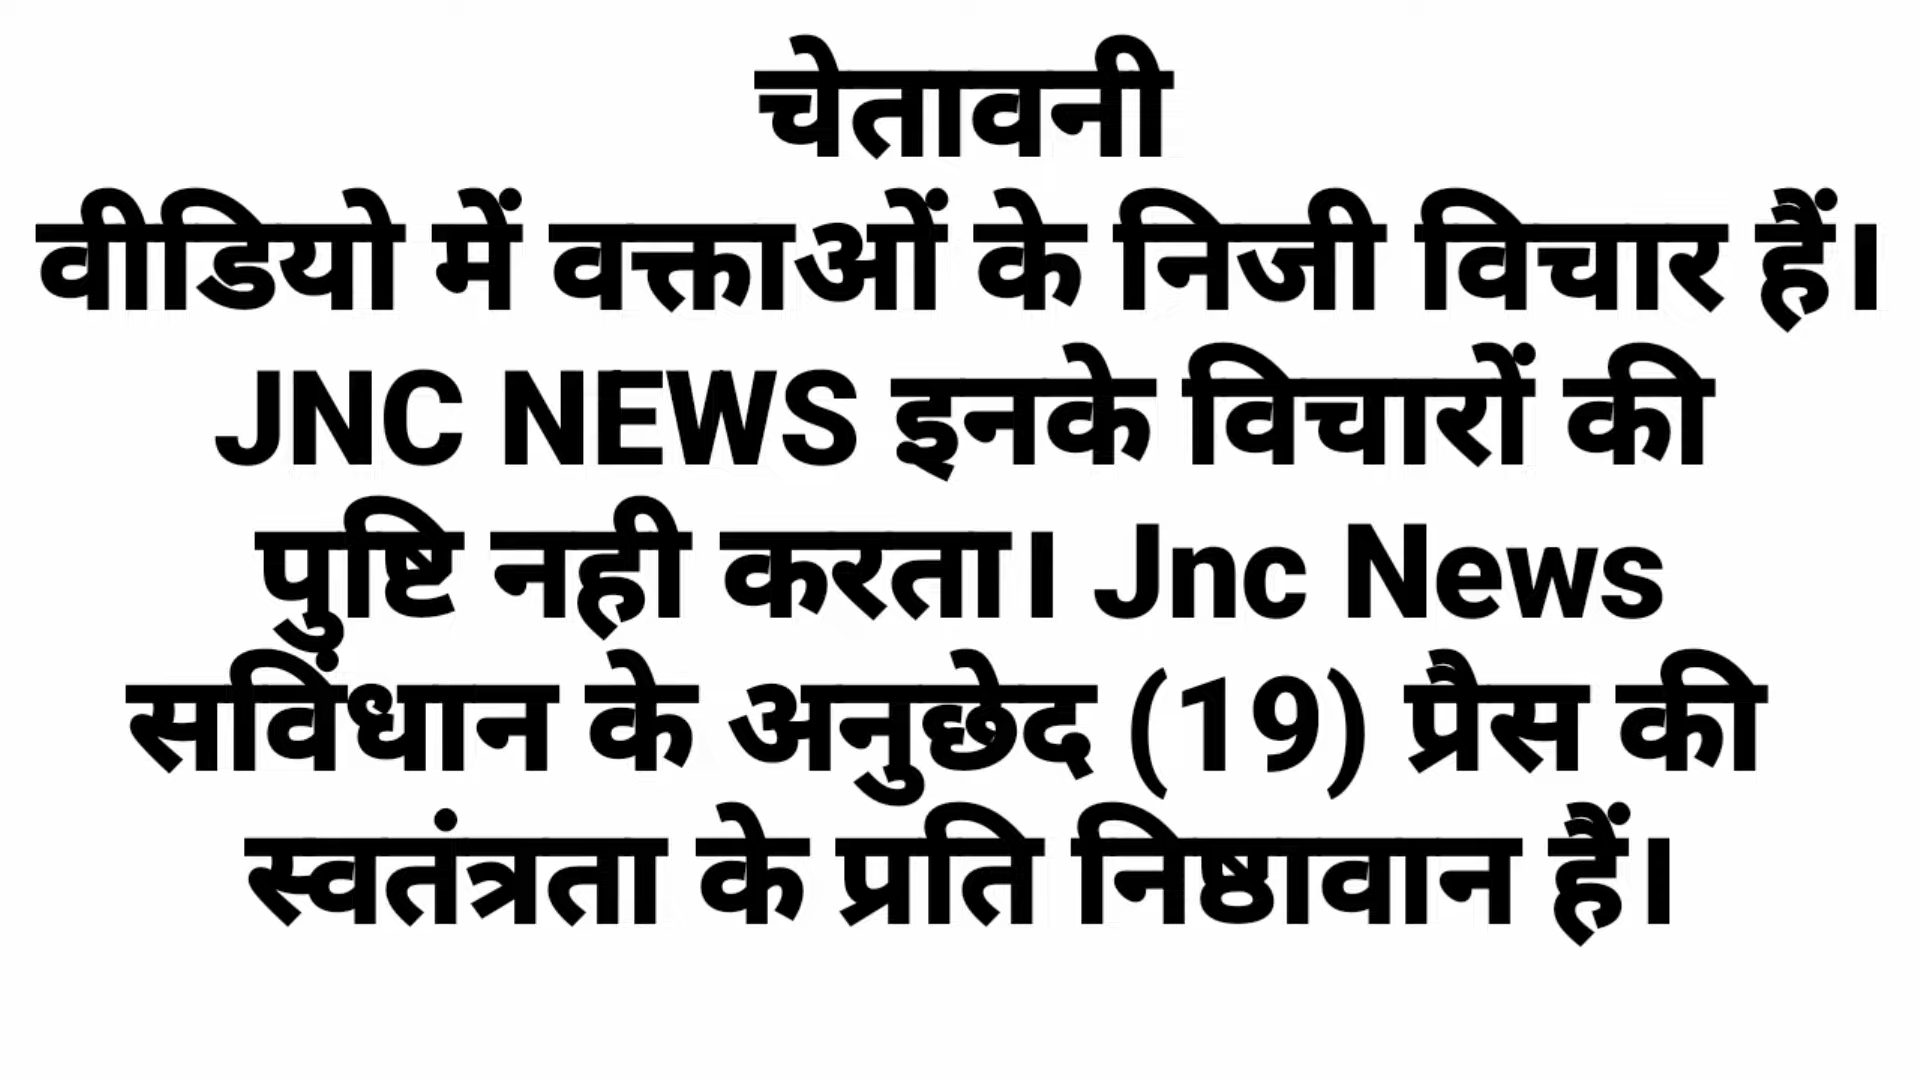 चेतावनी
वीडियो में वक्ताओं के निजी विचार हैं।
JNC NEWS इनके विचारों की
पुष्टि नही करता। Jnc News
सविंधान के अनुछेद (19) प्रैस की
स्वतंत्रता के प्रति निष्ठावान हैं।